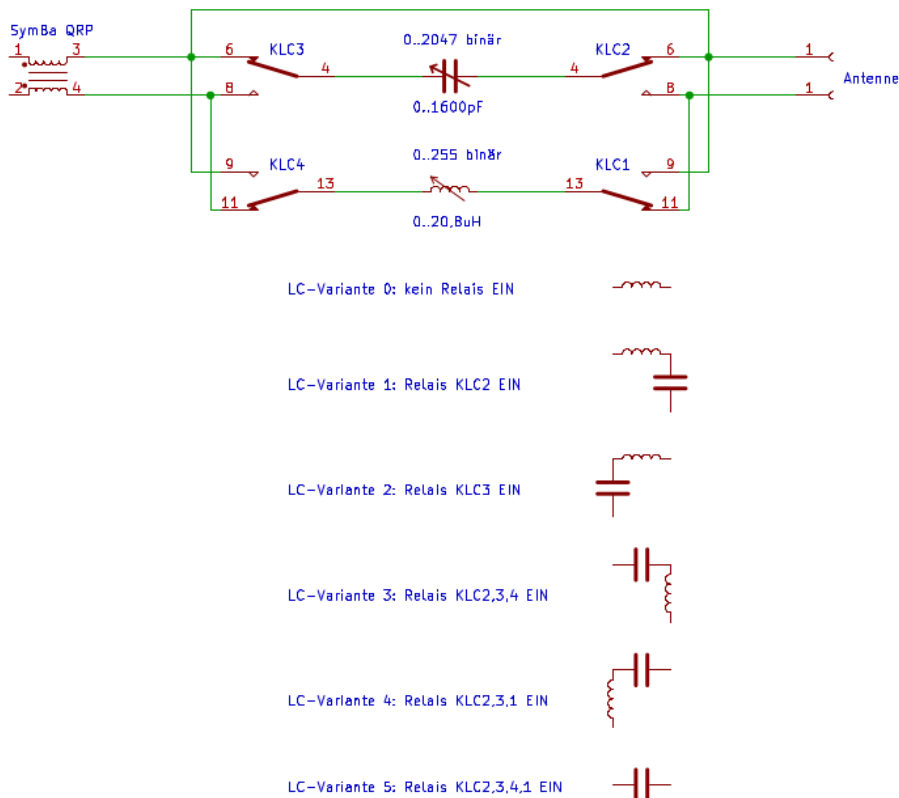 SymBa QRP
1 3
2 4
6 KLC3
4
8
0..2047 binär
0..1600pF
KLC2 6
4
8
1
Antenne
1
9 KLC4
13
11
0..255 binär
0..20,8uH
KLC1 9
13
11
LC-Variante 0: kein Relais EIN
LC-Variante 1: Relais KLC2 EIN
LC-Variante 2: Relais KLC3 EIN
LC-Variante 3: Relais KLC2,3,4 EIN
LC-Variante 4: Relais KLC2,3,1 EIN
LC-Variante 5: Relais KLC2,3,4,1 EIN